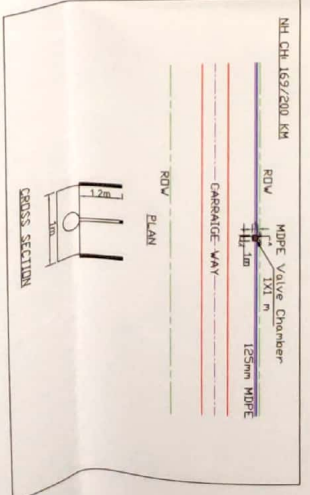 NH CH: 169/200 KM
MDPE Valve Chamber
1X1 m
ROW
1m
125mm MDPE
CARRAIGE WAY
ROW
PLAN
1.2m
1m
CROSS SECTION